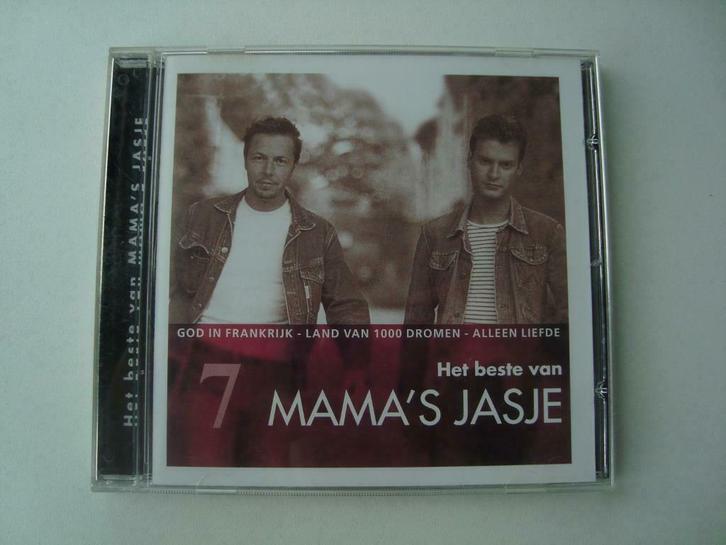 Het beste van MAMA'S JASJE
GOD IN FRANKRIJK - LAND VAN 1000 DROMEN - ALLEEN LIEFDE
7
Het beste van
MAMA'S JASJE